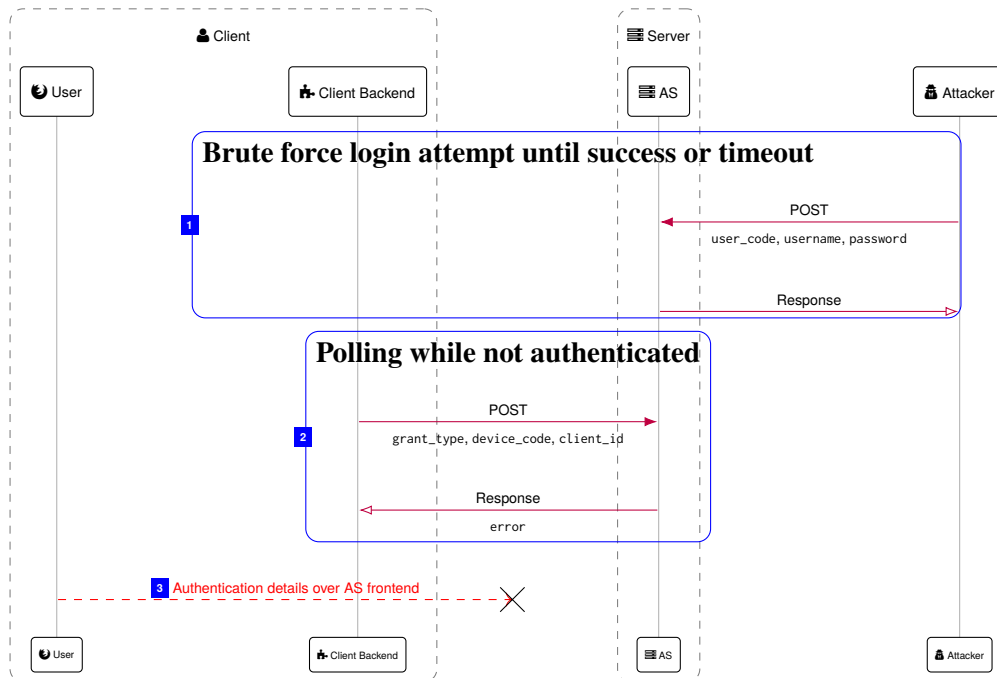 Client
Server
User
Client Backend
AS
Attacker
Brute force login attempt until success or timeout
POST
1
user_code, username, password
Response
Polling while not authenticated
POST
2
grant_type, device_code, client_id
Response
error
3 Authentication details over AS frontend
User
Client Backend
AS
Attacker